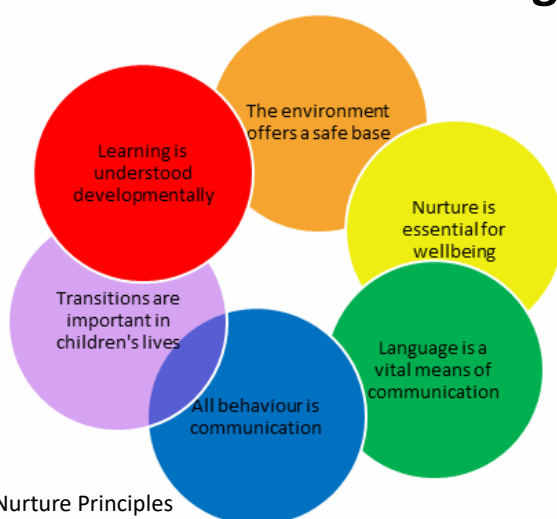 g
The environment
offers a safe base
Learning is
understood
developmentally
Nurture is
essential for
wellbeing
Transitions are
important in
children's lives
Language is a
vital means of
communication
All behaviour is
communication
Nurture Principles